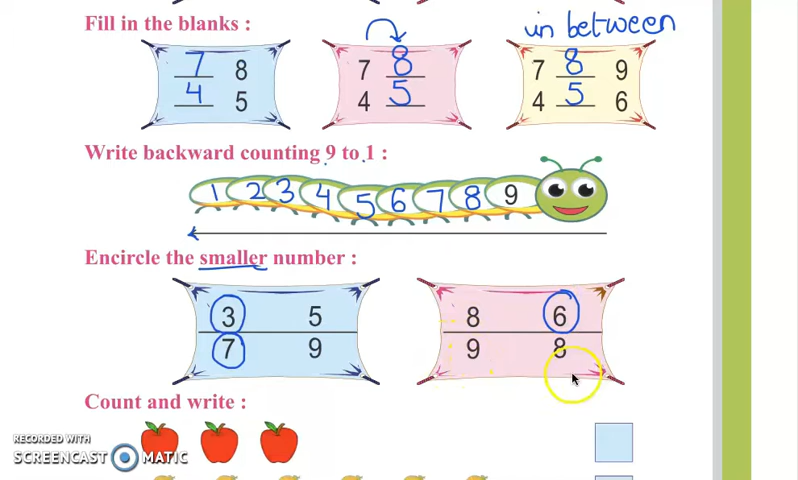 Fill in the blanks :
in between
7 8
4 5
7 8
4 5
7 8 9
4 5 6
Write backward counting 9 to 1 :
1 2 3 4 5 6 7 8 9
Encircle the smaller number :
3 5
7 9
8 6
9 8
Count and write :
RECORDED WITH
SCREENCAST MATIC